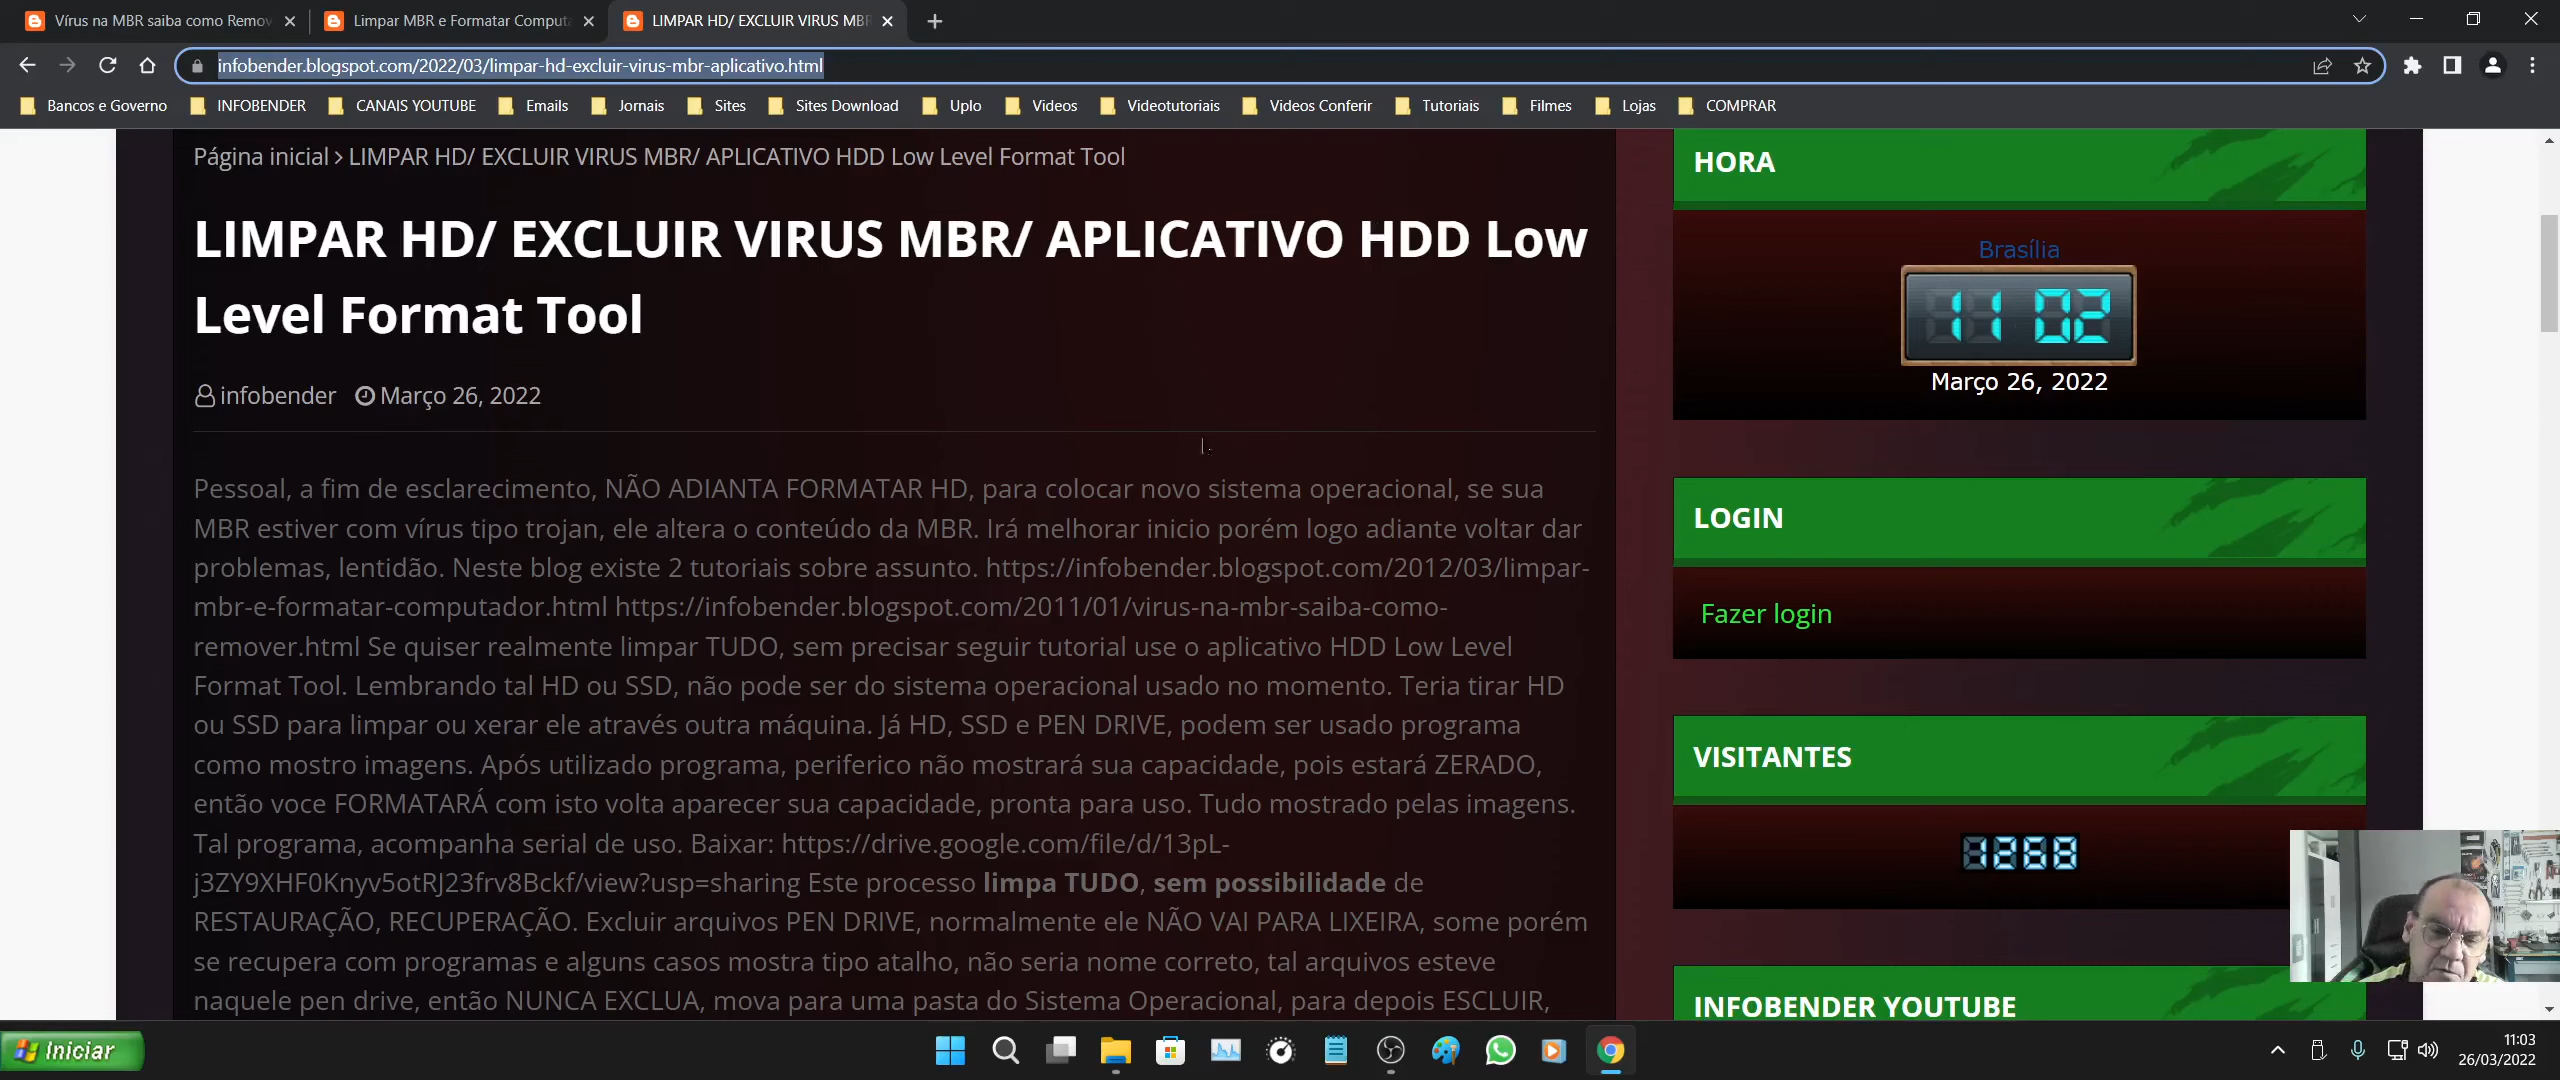 Vírus na MBR saiba como Remov
Limpar MBR e Formatar Computa
LIMPAR HD/ EXCLUIR VIRUS MBR
infobender.blogspot.com/2022/03/limpar-hd-excluir-virus-mbr-aplicativo.html
Bancos e Governo
INFOBENDER
CANAIS YOUTUBE
Emails
Jornais
Sites
Sites Download
Uplo
Videos
Videotutoriais
Videos Conferir
Tutoriais
Filmes
Lojas
COMPRAR
Página inicial > LIMPAR HD/ EXCLUIR VIRUS MBR/ APLICATIVO HDD Low Level Format Tool
LIMPAR HD/ EXCLUIR VIRUS MBR/ APLICATIVO HDD Low
Level Format Tool
infobender Março 26, 2022
Pessoal, a fim de esclarecimento, NÃO ADIANTA FORMATAR HD, para colocar novo sistema operacional, se sua
MBR estiver com vírus tipo trojan, ele altera o conteúdo da MBR. Irá melhorar inicio porém logo adiante voltar dar
problemas, lentidão. Neste blog existe 2 tutoriais sobre assunto. https://infobender.blogspot.com/2012/03/limpar-
mbr-e-formatar-computador.html https://infobender.blogspot.com/2011/01/virus-na-mbr-saiba-como-
remover.html Se quiser realmente limpar TUDO, sem precisar seguir tutorial use o aplicativo HDD Low Level
Format Tool. Lembrando tal HD ou SSD, não pode ser do sistema operacional usado no momento. Teria tirar HD
ou SSD para limpar ou xerar ele através outra máquina. Já HD, SSD e PEN DRIVE, podem ser usado programa
como mostro imagens. Após utilizado programa, periferico não mostrará sua capacidade, pois estará ZERADO,
então voce FORMATARÁ com isto volta aparecer sua capacidade, pronta para uso. Tudo mostrado pelas imagens.
Tal programa, acompanha serial de uso. Baixar: https://drive.google.com/file/d/13pL-
j3ZY9XHF0Knyv5otRJ23frv8Bckf/view?usp=sharing Este processo limpa TUDO, sem possibilidade de
RESTAURAÇÃO, RECUPERAÇÃO. Excluir arquivos PEN DRIVE, normalmente ele NÃO VAI PARA LIXEIRA, some porém
se recupera com programas e alguns casos mostra tipo atalho, não seria nome correto, tal arquivos esteve
naquele pen drive, então NUNCA EXCLUA, mova para uma pasta do Sistema Operacional, para depois ESCLUIR,
HORA
Brasília
11 02
Março 26, 2022
LOGIN
Fazer login
VISITANTES
1268
INFOBENDER YOUTUBE
Iniciar
11:03
26/03/2022